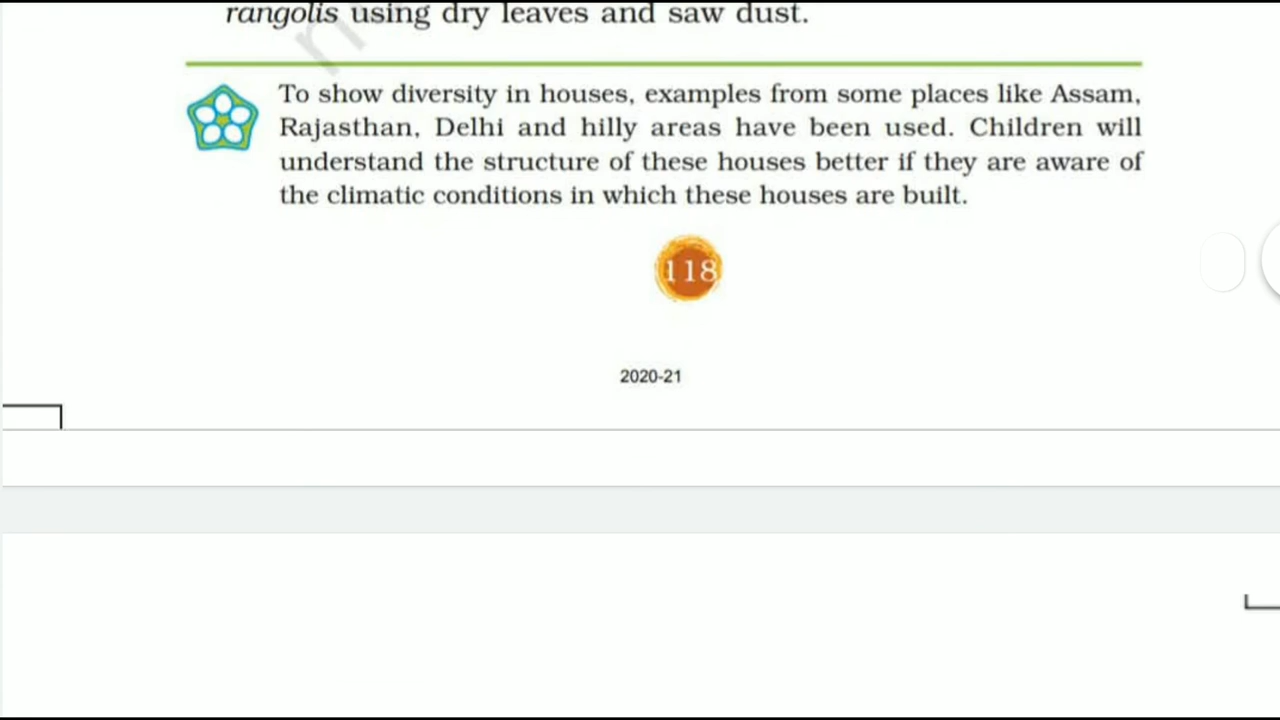 rangolis using dry leaves and saw dust.
To show diversity in houses, examples from some places like Assam,
Rajasthan, Delhi and hilly areas have been used. Children will
understand the structure of these houses better if they are aware of
the climatic conditions in which these houses are built.
118
2020-21